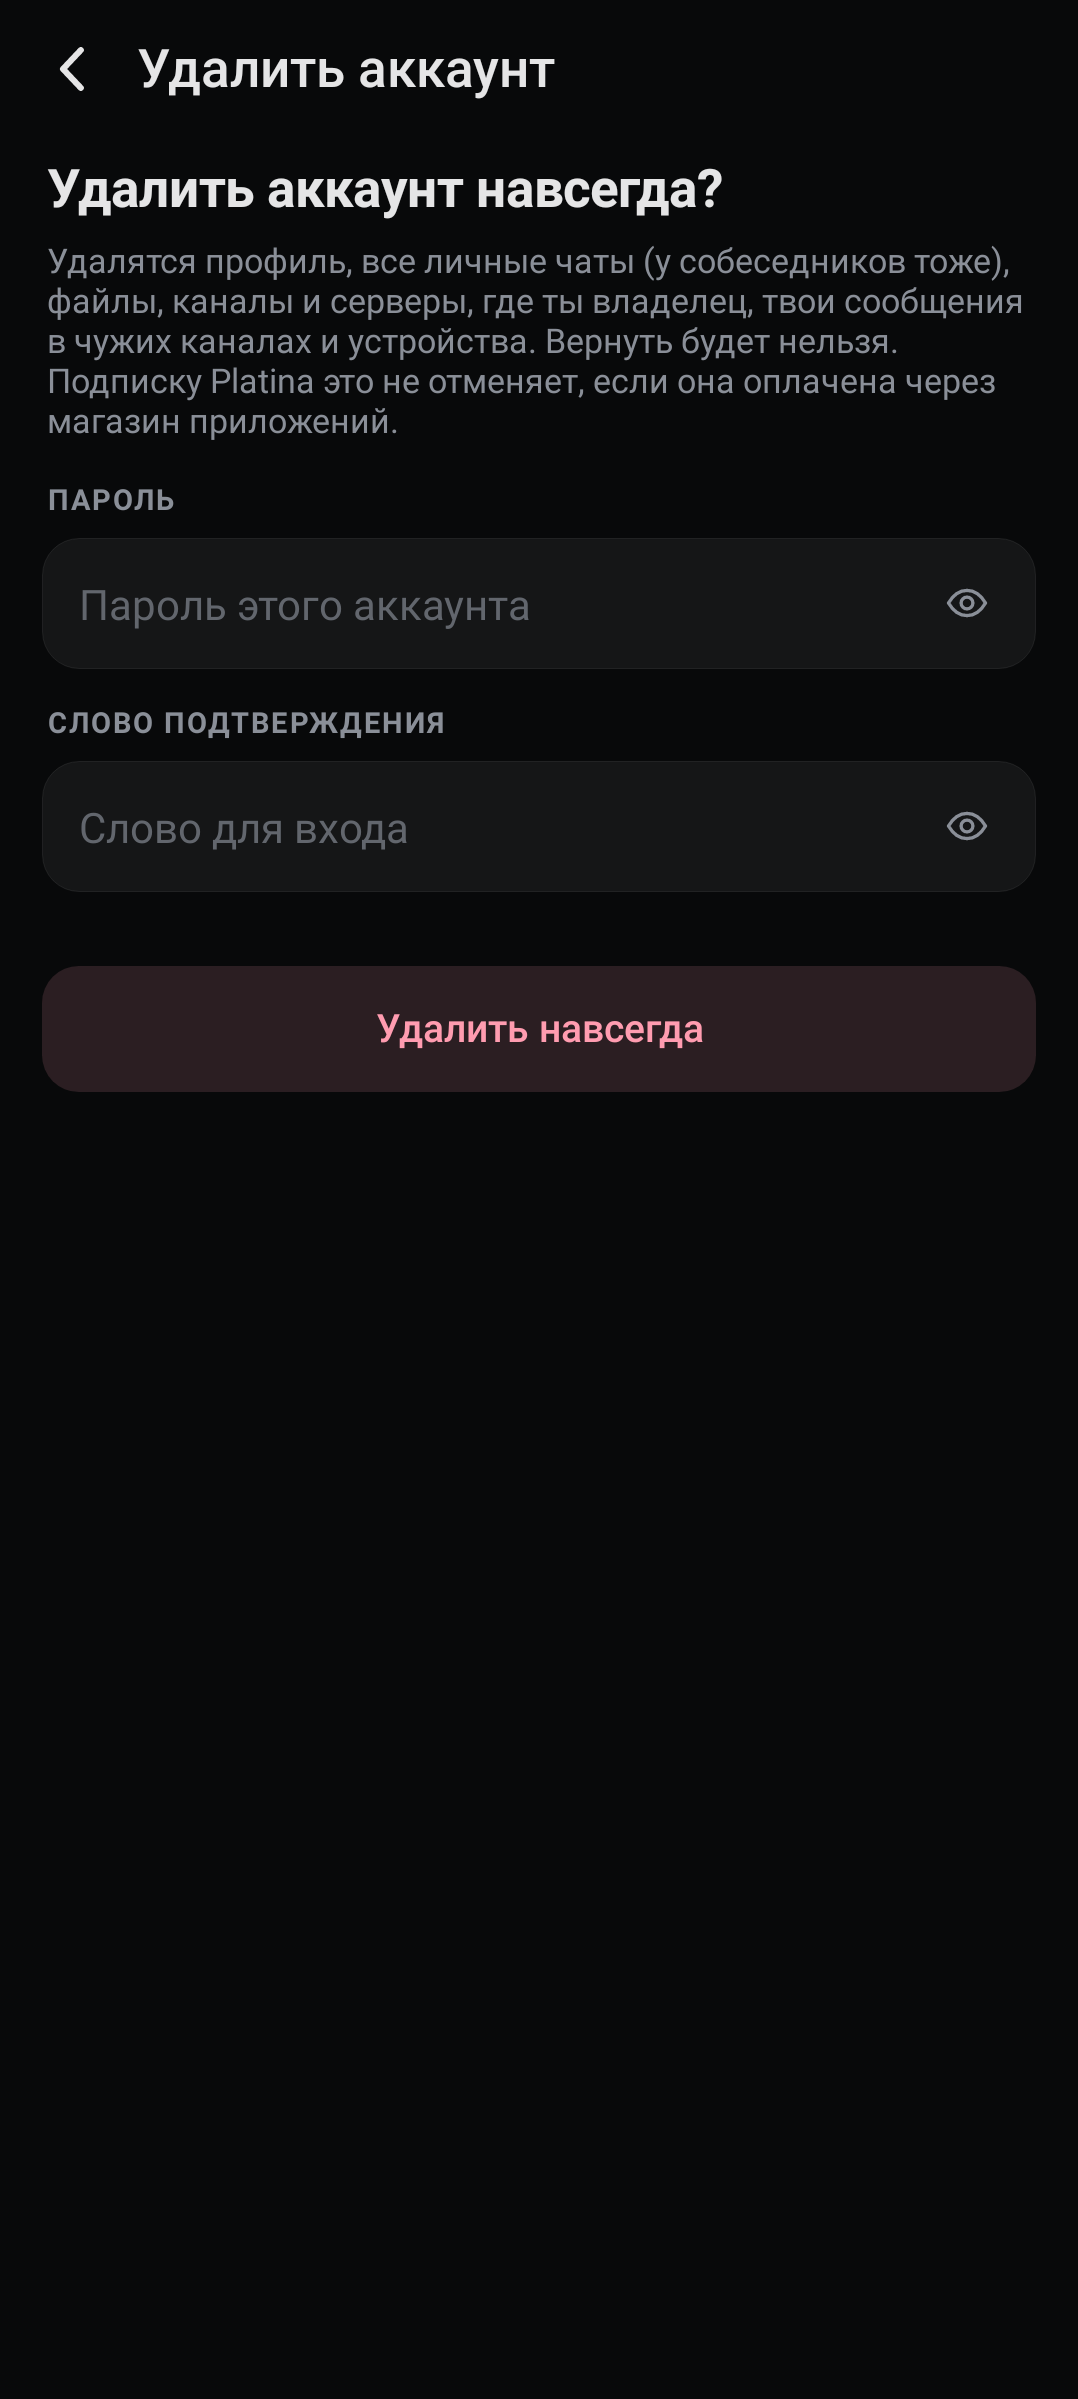 Удалить аккаунт
Удалить аккаунт навсегда?
Удалятся профиль, все личные чаты (у собеседников тоже),
файлы, каналы и серверы, где ты владелец, твои сообщения
в чужих каналах и устройства. Вернуть будет нельзя.
Подписку Platina это не отменяет, если она оплачена через
магазин приложений.
ПАРОЛЬ
Пароль этого аккаунта
СЛОВО ПОДТВЕРЖДЕНИЯ
Слово для входа
Удалить навсегда